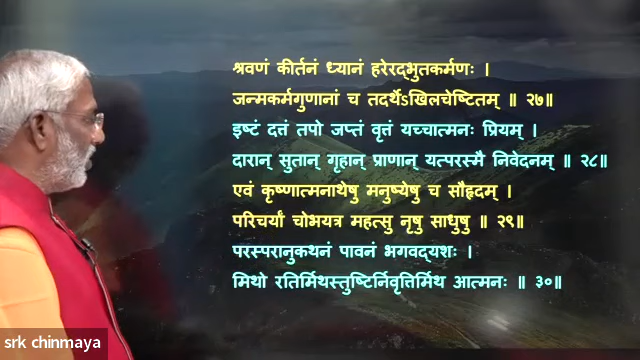 श्रवणं कीर्तनं ध्यानं हरेरद्भुतकर्मणः ।
जन्मकर्मगुणानां च तदर्थेऽखिलचेष्टितम् ॥ २७॥
इष्टं दत्तं तपो जप्तं वृत्तं यच्चात्मनः प्रियम् ।
दारान् सुतान् गृहान् प्राणान् यत्परस्मै निवेदनम् ॥ २८॥
एवं कृष्णात्मनाथेषु मनुष्येषु च सौहृदम् ।
परिचर्यां चोभयत्र महत्सु नृषु साधुषु ॥ २९॥
परस्परानुकथनं पावनं भगवद्यशः ।
मिथो रतिर्मिथस्तुष्टिर्निवृत्तिर्मिथ आत्मनः ॥ ३०॥
srk chinmaya